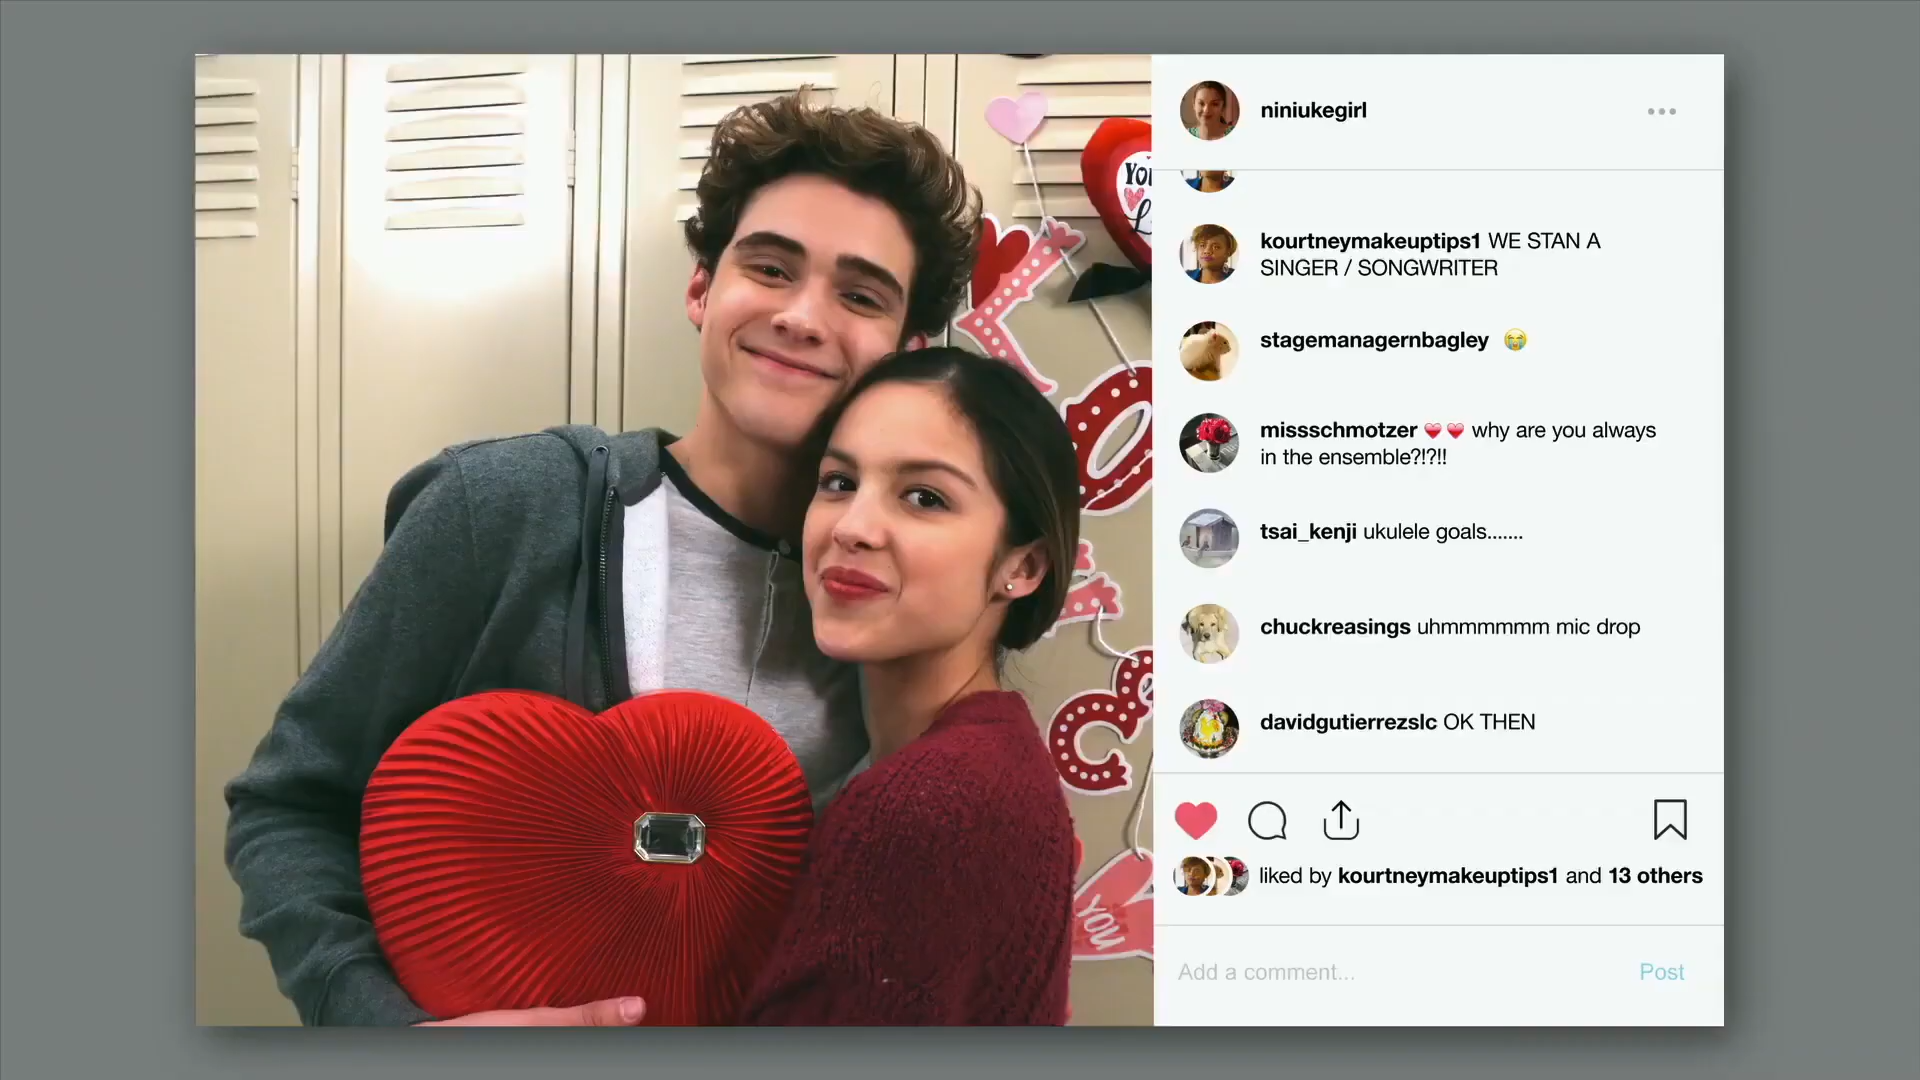 niniukegirl
kourtneymakeuptips1 WE STAN A
SINGER / SONGWRITER
stagemanagernbagley 😭
missschmotzer ❤️❤️ why are you always
in the ensemble?!?!!
tsai_kenji ukulele goals.......
chuckreasings uhmmmmmm mic drop
davidgutierrezslc OK THEN
liked by kourtneymakeuptips1 and 13 others
Add a comment...
Post
YOU